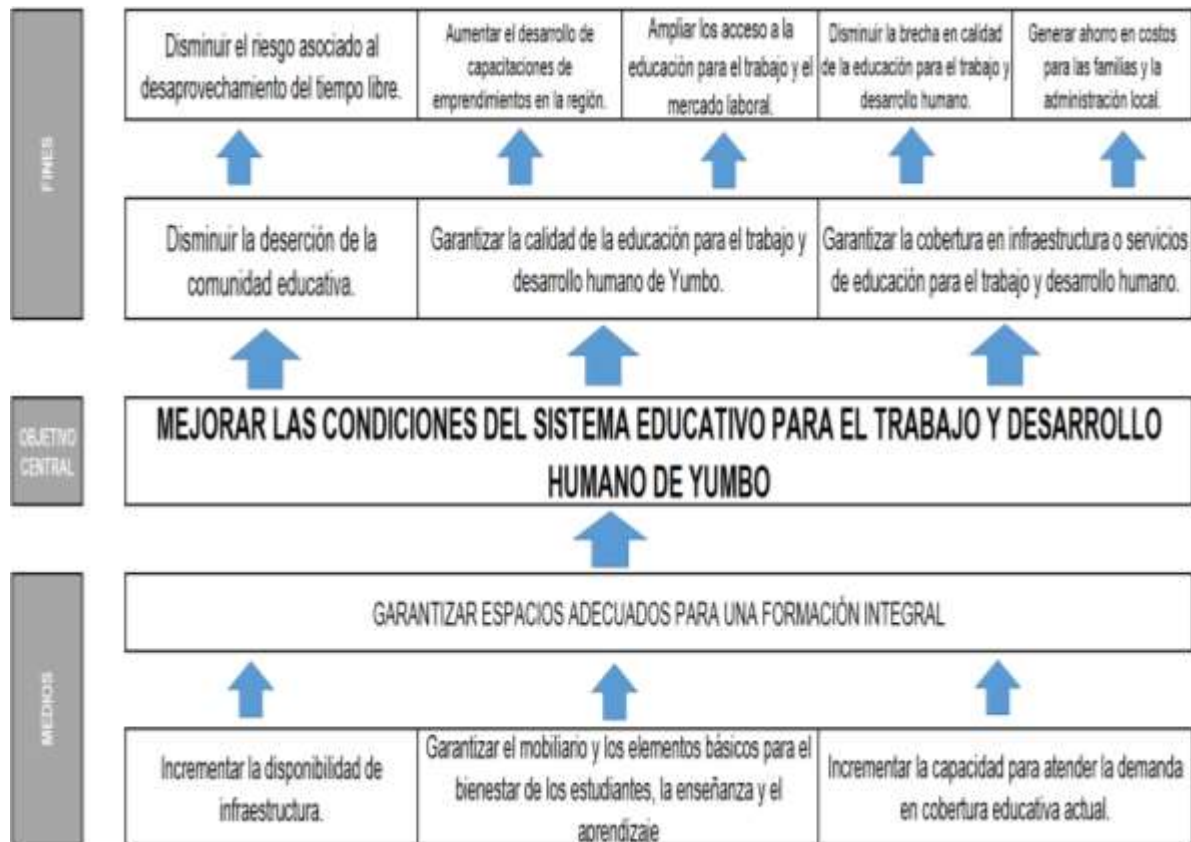 FINES
Disminuir el riesgo asociado al
desaprovechamiento del tiempo libre.
Aumentar el desarrollo de
capacitaciones de
emprendimientos en la región.
Ampliar los acceso a la
educación para el trabajo y el
mercado laboral.
Disminuir la brecha en calidad
de la educación para el trabajo y
desarrollo humano.
Generar ahorro en costos
para las familias y la
administración local.
Disminuir la deserción de la
comunidad educativa.
Garantizar la calidad de la educación para el trabajo y
desarrollo humano de Yumbo.
Garantizar la cobertura en infraestructura o servicios
de educación para el trabajo y desarrollo humano.
OBJETIVO
CENTRAL
MEJORAR LAS CONDICIONES DEL SISTEMA EDUCATIVO PARA EL TRABAJO Y DESARROLLO
HUMANO DE YUMBO
MEDIOS
GARANTIZAR ESPACIOS ADECUADOS PARA UNA FORMACIÓN INTEGRAL
Incrementar la disponibilidad de
infraestructura.
Garantizar el mobiliario y los elementos básicos para el
bienestar de los estudiantes, la enseñanza y el
aprendizaje
Incrementar la capacidad para atender la demanda
en cobertura educativa actual.